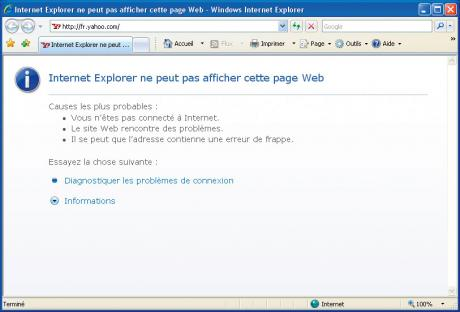 Internet Explorer ne peut pas afficher cette page Web - Windows Internet Explorer
http://fr.yahoo.com/
Google
Internet Explorer ne peut ...
Accueil Flux Imprimer Page Outils Aide
Internet Explorer ne peut pas afficher cette page Web
Causes les plus probables :
• Vous n'êtes pas connecté à Internet.
• Le site Web rencontre des problèmes.
• Il se peut que l'adresse contienne une erreur de frappe.
Essayez la chose suivante :
Diagnostiquer les problèmes de connexion
Informations
Terminé Internet 100%